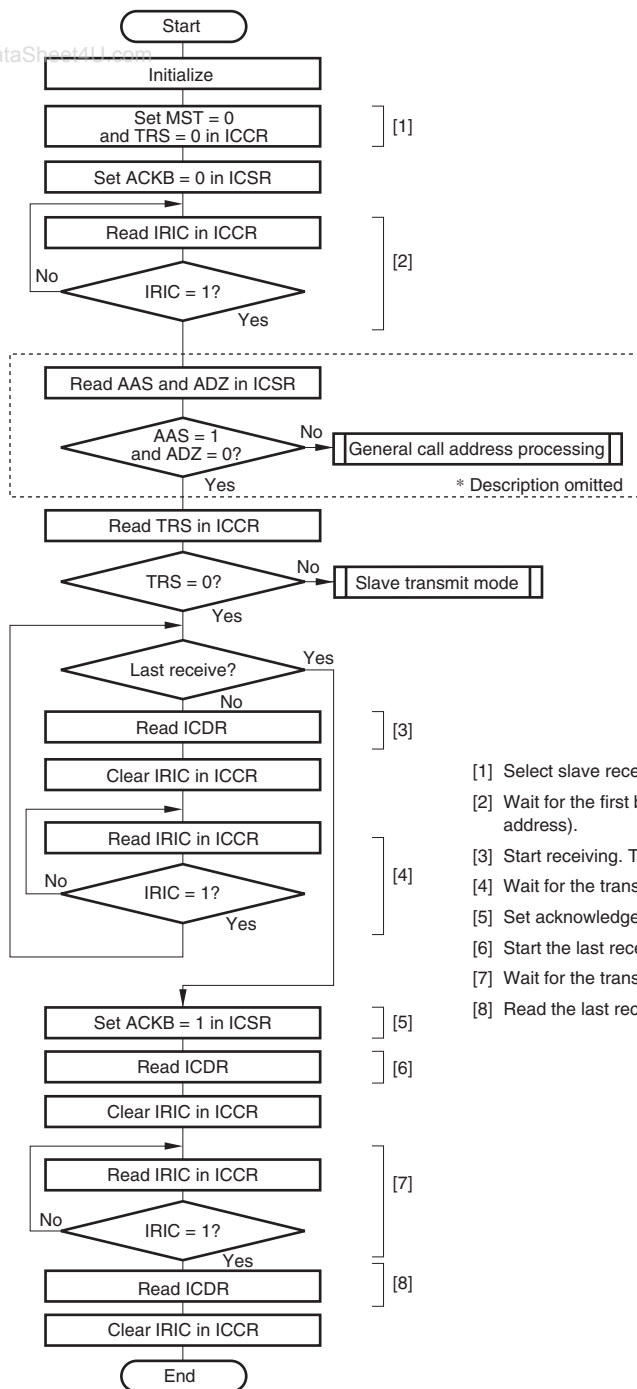 Start
taSheet4U.com
Initialize
Set MST = 0
and TRS = 0 in ICCR
[1]
Set ACKB = 0 in ICSR
Read IRIC in ICCR
[2]
No
IRIC = 1?
Yes
Read AAS and ADZ in ICSR
AAS = 1
and ADZ = 0?
No
General call address processing
Yes
* Description omitted
Read TRS in ICCR
TRS = 0?
No
Slave transmit mode
Yes
Last receive?
Yes
No
Read ICDR
[3]
Clear IRIC in ICCR
Read IRIC in ICCR
[4]
No
IRIC = 1?
Yes
[1] Select slave rece
[2] Wait for the first b
address).
[3] Start receiving. T
[4] Wait for the trans
[5] Set acknowledge
[6] Start the last rece
[7] Wait for the trans
[8] Read the last rec
Set ACKB = 1 in ICSR
[5]
Read ICDR
[6]
Clear IRIC in ICCR
Read IRIC in ICCR
[7]
No
IRIC = 1?
Yes
Read ICDR
[8]
Clear IRIC in ICCR
End